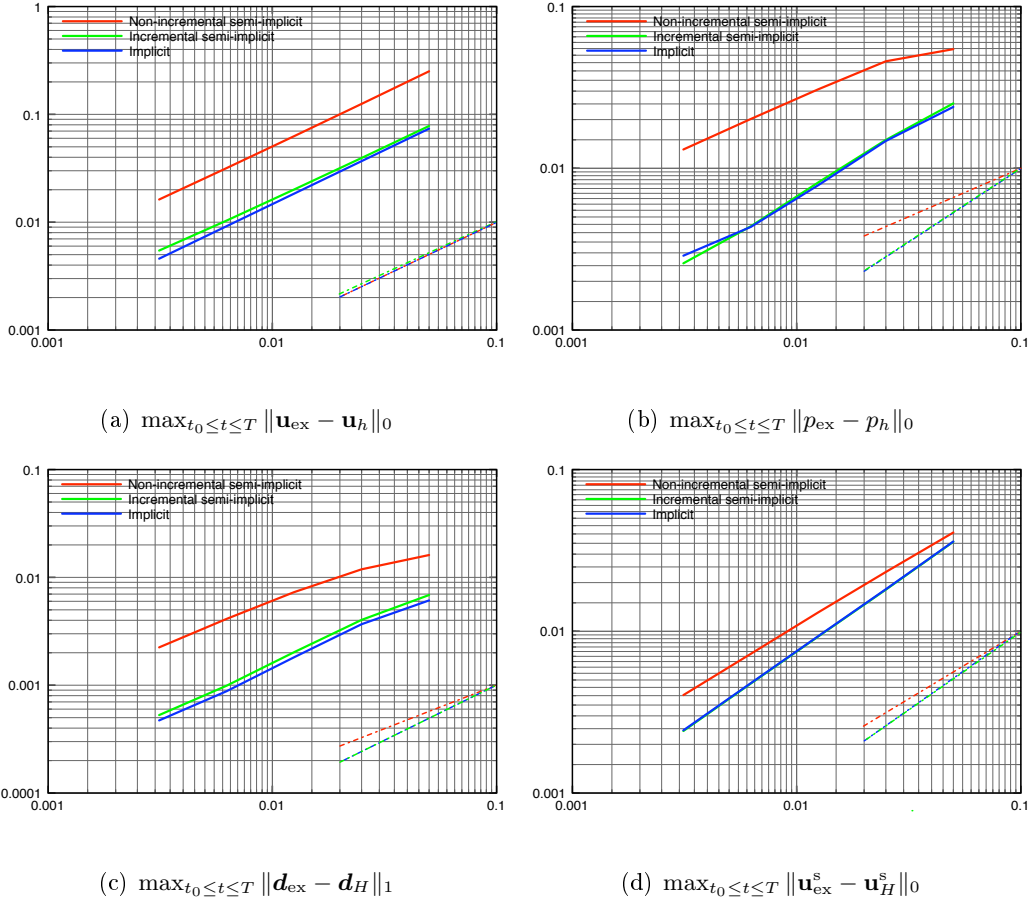 1
0.1
0.01
0.001
0.001
0.01
0.1
Non-incremental semi-implicit
Incremental semi-implicit
Implicit
(a) max_{t₀≤t≤T} ‖u_ex − u_h‖₀
0.1
0.01
0.001
0.001
0.01
0.1
Non-incremental semi-implicit
Incremental semi-implicit
Implicit
(b) max_{t₀≤t≤T} ‖p_ex − p_h‖₀
0.1
0.01
0.001
0.0001
0.001
0.01
0.1
Non-incremental semi-implicit
Incremental semi-implicit
Implicit
(c) max_{t₀≤t≤T} ‖d_ex − d_H‖₁
0.1
0.01
0.001
0.001
0.01
0.1
Non-incremental semi-implicit
Incremental semi-implicit
Implicit
(d) max_{t₀≤t≤T} ‖u^s_ex − u^s_H‖₀